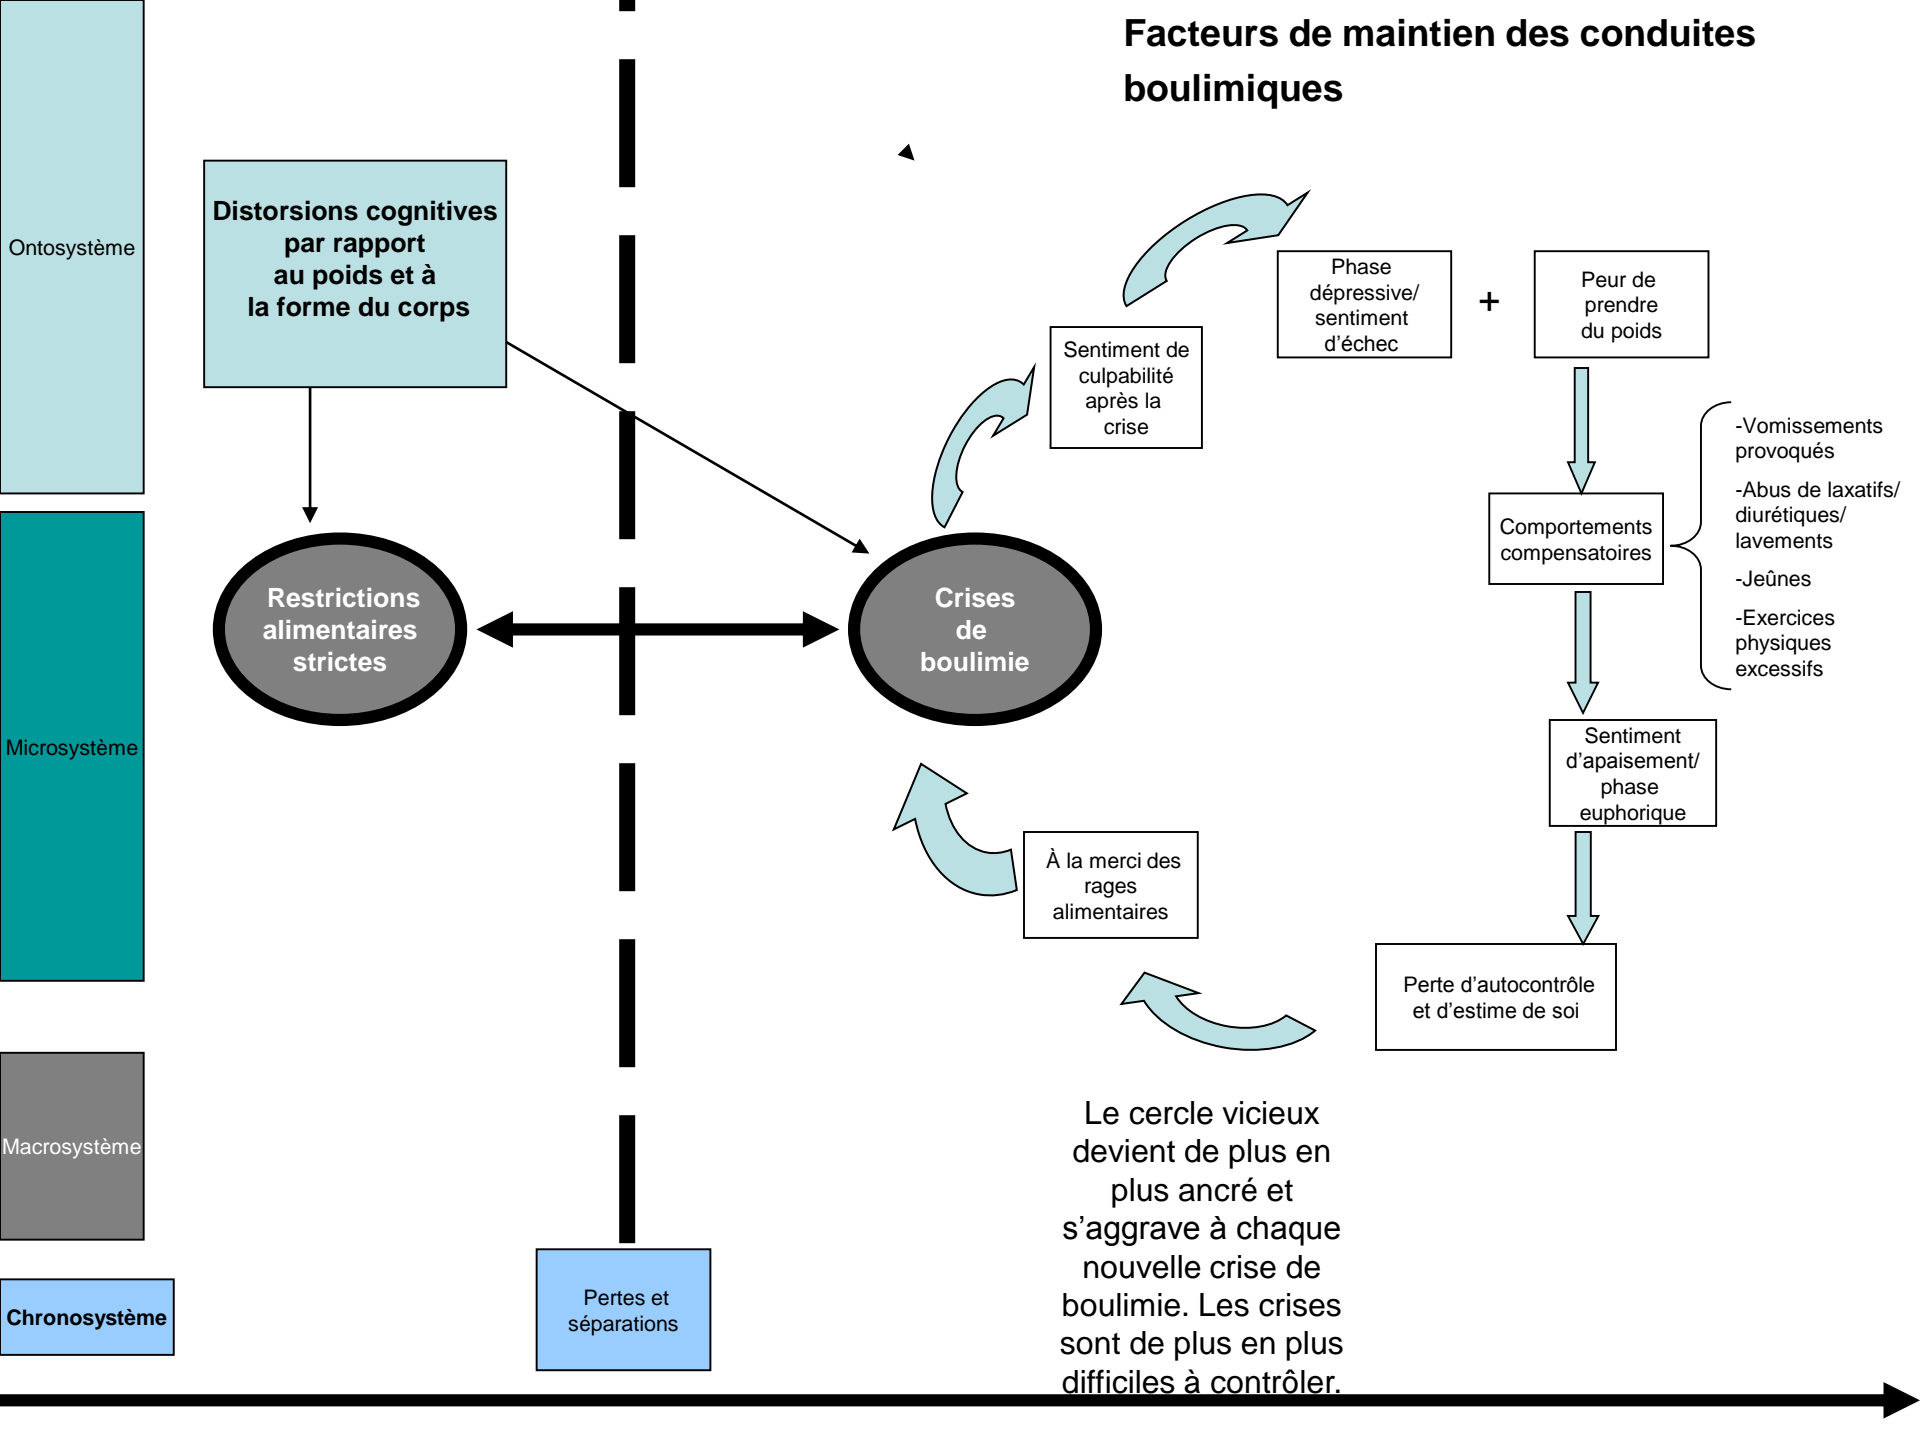 Facteurs de maintien des conduites
boulimiques
Ontosystème
Distorsions cognitives
par rapport
au poids et à
la forme du corps
Phase
dépressive/
sentiment
d'échec
+
Peur de
prendre
du poids
Sentiment de
culpabilité
après la
crise
-Vomissements
provoqués
-Abus de laxatifs/
diurétiques/
lavements
-Jeûnes
-Exercices
physiques
excessifs
Comportements
compensatoires
Microsystème
Restrictions
alimentaires
strictes
Crises
de
boulimie
Sentiment
d'apaisement/
phase
euphorique
À la merci des
rages
alimentaires
Perte d'autocontrôle
et d'estime de soi
Macrosystème
Le cercle vicieux
devient de plus en
plus ancré et
s'aggrave à chaque
nouvelle crise de
boulimie. Les crises
sont de plus en plus
difficiles à contrôler.
Chronosystème
Pertes et
séparations